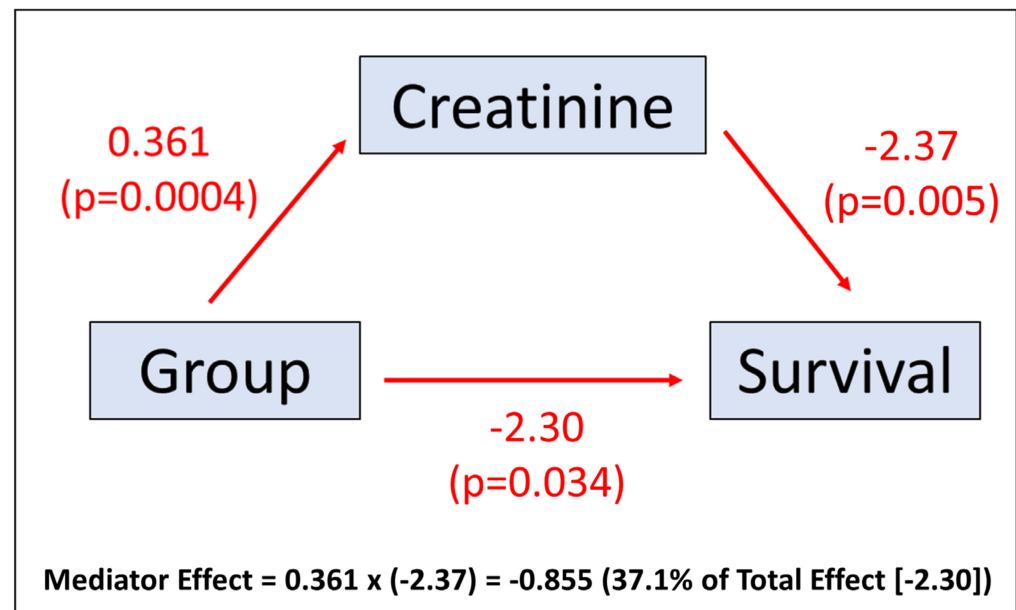 Creatinine
0.361
(p=0.0004)
-2.37
(p=0.005)
Group
Survival
-2.30
(p=0.034)
Mediator Effect = 0.361 x (-2.37) = -0.855 (37.1% of Total Effect [-2.30])